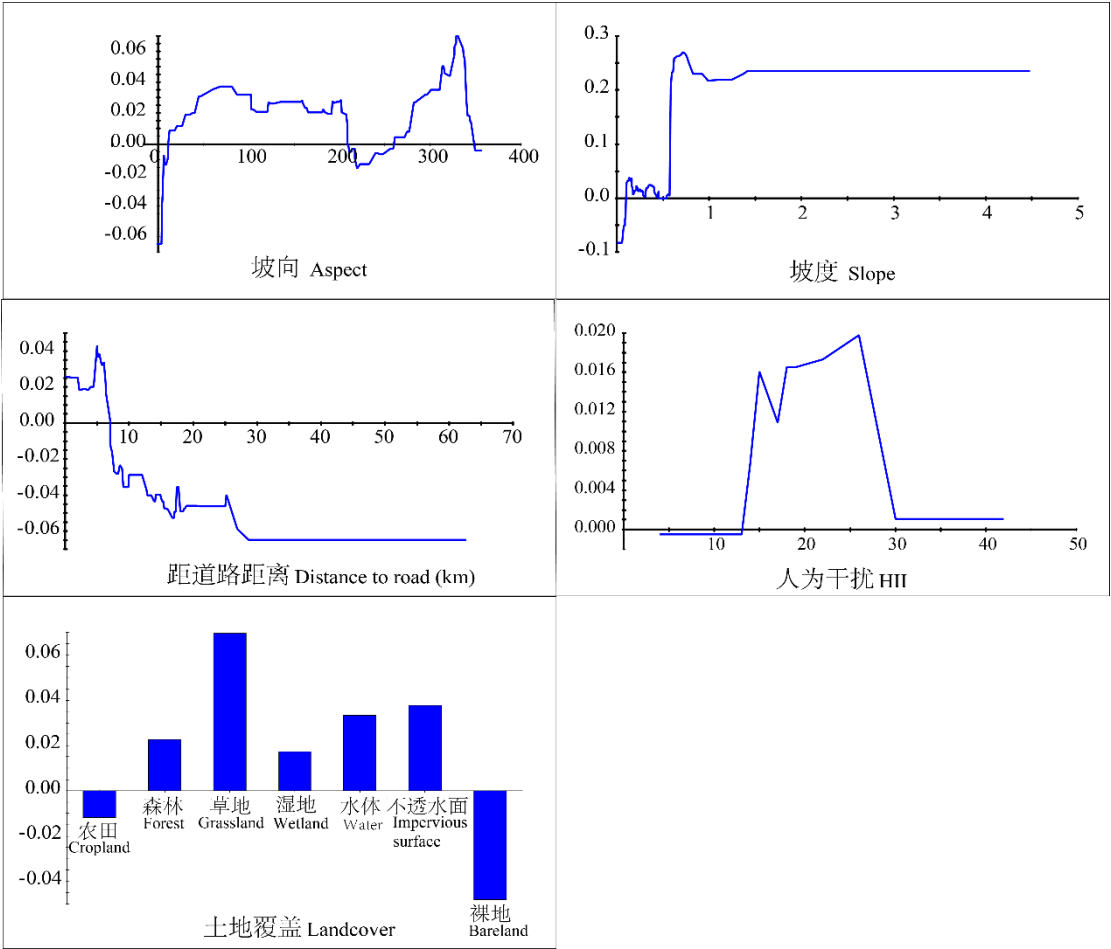 0.06
0.04
0.02
0.00
-0.02
-0.04
-0.06
0 100 200 300 400
坡向 Aspect
0.3
0.2
0.1
0.0
-0.1
1 2 3 4 5
坡度 Slope
0.04
0.02
0.00
-0.02
-0.04
-0.06
10 20 30 40 50 60 70
距道路距离 Distance to road (km)
0.020
0.016
0.012
0.008
0.004
0.000
10 20 30 40 50
人为干扰 HII
0.06
0.04
0.02
0.00
-0.02
-0.04
农田
Cropland
森林
Forest
草地
Grassland
湿地
Wetland
水体
Water
不透水面
Impervious
surface
裸地
Bareland
土地覆盖 Landcover